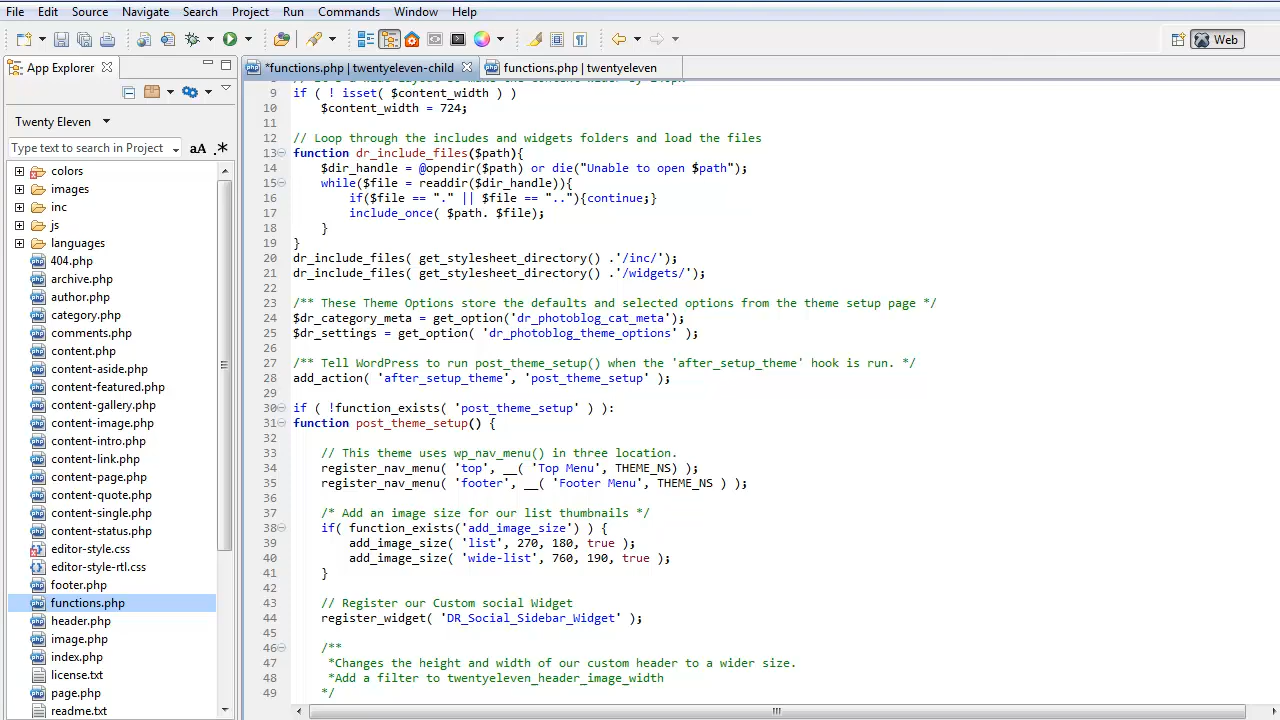 File Edit Source Navigate Search Project Run Commands Window Help
Web
App Explorer
*functions.php | twentyeleven-child
functions.php | twentyeleven
Twenty Eleven
Type text to search in Project
aA .*
colors
images
inc
js
languages
404.php
archive.php
author.php
category.php
comments.php
content.php
content-aside.php
content-featured.php
content-gallery.php
content-image.php
content-intro.php
content-link.php
content-page.php
content-quote.php
content-single.php
content-status.php
editor-style.css
editor-style-rtl.css
footer.php
functions.php
header.php
image.php
index.php
license.txt
page.php
readme.txt
9 if ( ! isset( $content_width ) )
10 $content_width = 724;
11
12 // Loop through the includes and widgets folders and load the files
13 function dr_include_files($path){
14 $dir_handle = @opendir($path) or die("Unable to open $path");
15 while($file = readdir($dir_handle)){
16 if($file == "." || $file == ".."){continue;}
17 include_once( $path. $file);
18 }
19 }
20 dr_include_files( get_stylesheet_directory() .'/inc/');
21 dr_include_files( get_stylesheet_directory() .'/widgets/');
22
23 /** These Theme Options store the defaults and selected options from the theme setup page */
24 $dr_category_meta = get_option('dr_photoblog_cat_meta');
25 $dr_settings = get_option( 'dr_photoblog_theme_options' );
26
27 /** Tell WordPress to run post_theme_setup() when the 'after_setup_theme' hook is run. */
28 add_action( 'after_setup_theme', 'post_theme_setup' );
29
30 if ( !function_exists( 'post_theme_setup' ) ):
31 function post_theme_setup() {
32
33 // This theme uses wp_nav_menu() in three location.
34 register_nav_menu( 'top', __( 'Top Menu', THEME_NS) );
35 register_nav_menu( 'footer', __( 'Footer Menu', THEME_NS ) );
36
37 /* Add an image size for our list thumbnails */
38 if( function_exists('add_image_size') ) {
39 add_image_size( 'list', 270, 180, true );
40 add_image_size( 'wide-list', 760, 190, true );
41 }
42
43 // Register our Custom social Widget
44 register_widget( 'DR_Social_Sidebar_Widget' );
45
46 /**
47 *Changes the height and width of our custom header to a wider size.
48 *Add a filter to twentyeleven_header_image_width
49 */